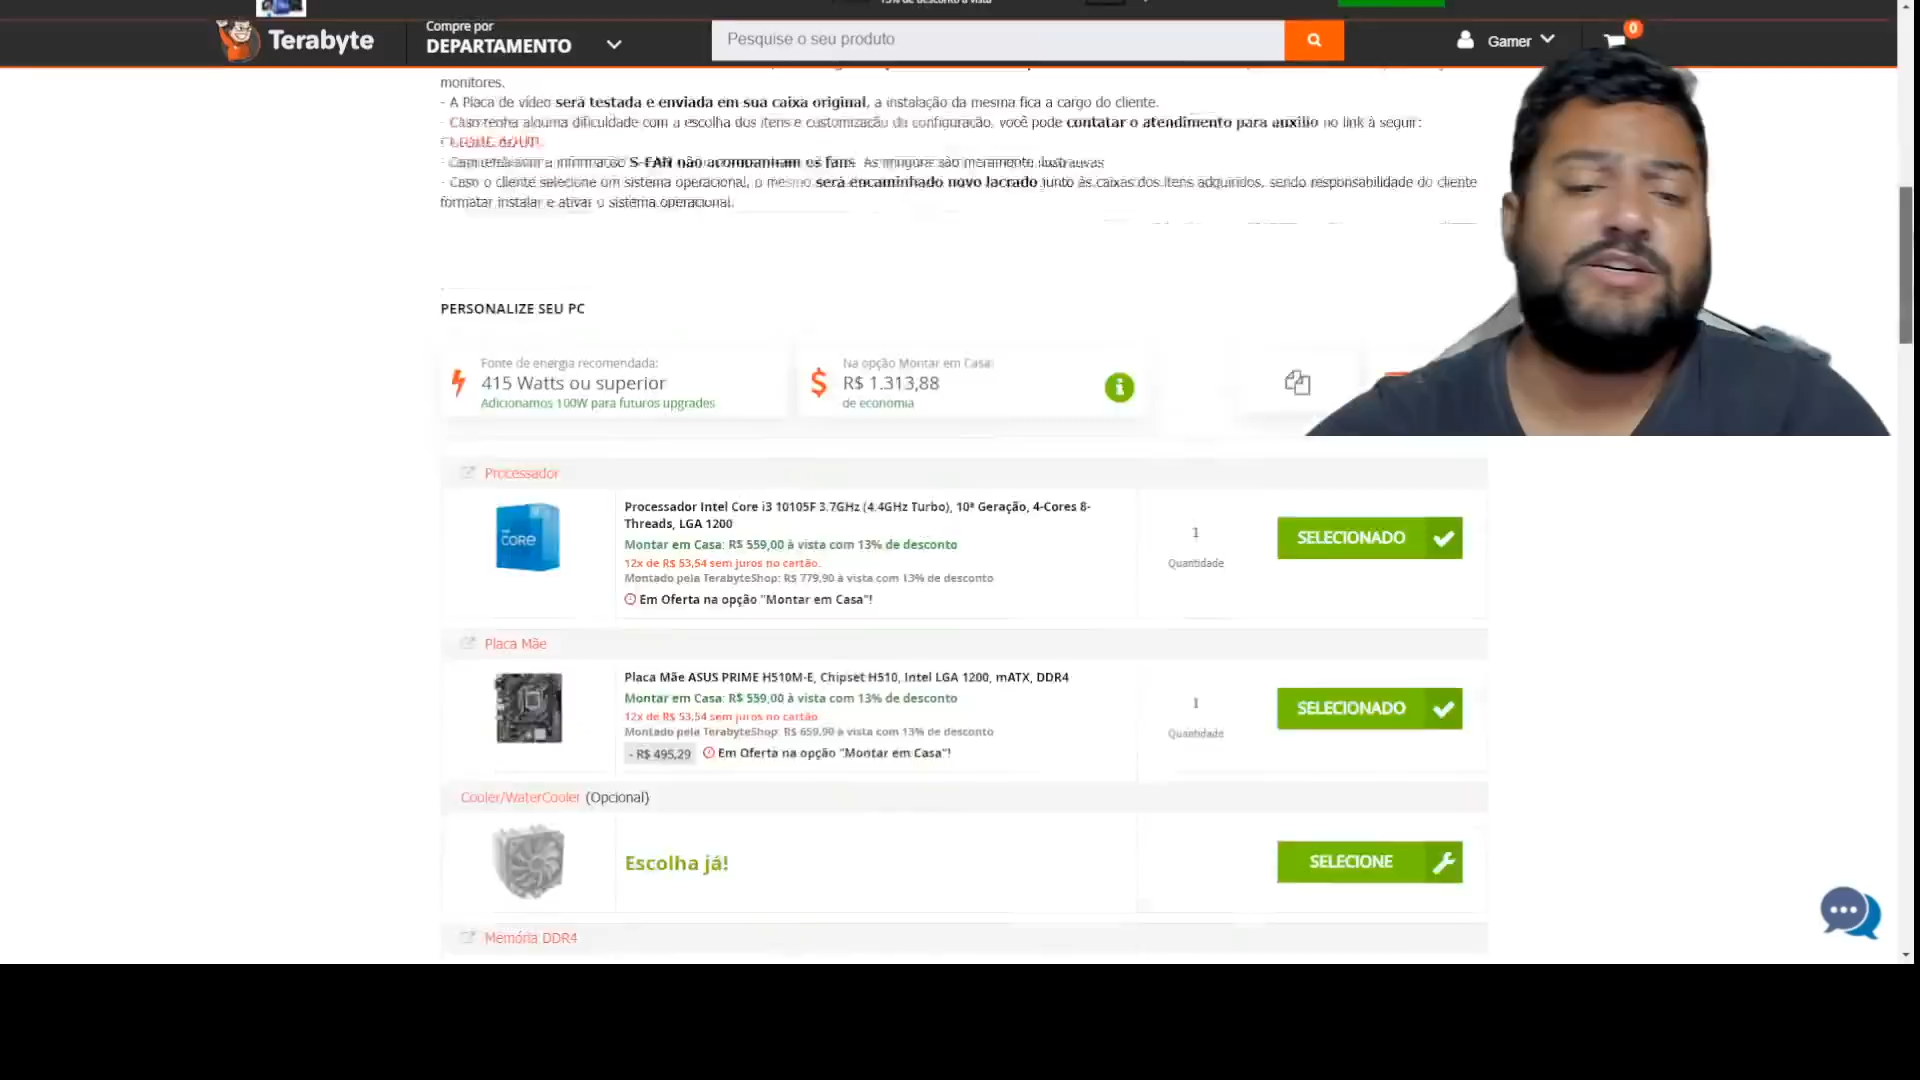 Terabyte
Compre por
DEPARTAMENTO
Pesquise o seu produto
Gamer
0
monitores.
- A Placa de vídeo será testada e enviada em sua caixa original, a instalação da mesma fica a cargo do cliente.
- Caso tenha alguma dificuldade com a escolha dos itens e customização da configuração, você pode contatar o atendimento para auxílio no link à seguir:
S-FAN não acompanham os fans
- Caso o cliente selecione um sistema operacional, o mesmo será encaminhado novo lacrado junto às caixas dos itens adquiridos, sendo responsabilidade do cliente
formatar instalar e ativar o sistema operacional.
PERSONALIZE SEU PC
Fonte de energia recomendada:
415 Watts ou superior
Adicionamos 100W para futuros upgrades
Na opção Montar em Casa:
R$ 1.313,88
de economia
Processador
Processador Intel Core i3 10105F 3.7GHz (4.4GHz Turbo), 10ª Geração, 4-Cores 8-
Threads, LGA 1200
Montar em Casa: R$ 559,00 à vista com 13% de desconto
12x de R$ 53,54 sem juros no cartão.
Montado pela TerabyteShop: R$ 779,90 à vista com 13% de desconto
Em Oferta na opção "Montar em Casa"!
CORE
1
Quantidade
SELECIONADO
Placa Mãe
Placa Mãe ASUS PRIME H510M-E, Chipset H510, Intel LGA 1200, mATX, DDR4
Montar em Casa: R$ 559,00 à vista com 13% de desconto
12x de R$ 53,54 sem juros no cartão
Montado pela TerabyteShop: R$ 659,90 à vista com 13% de desconto
- R$ 495,29 Em Oferta na opção "Montar em Casa"!
1
Quantidade
SELECIONADO
Cooler/WaterCooler (Opcional)
Escolha já!
SELECIONE
Memória DDR4